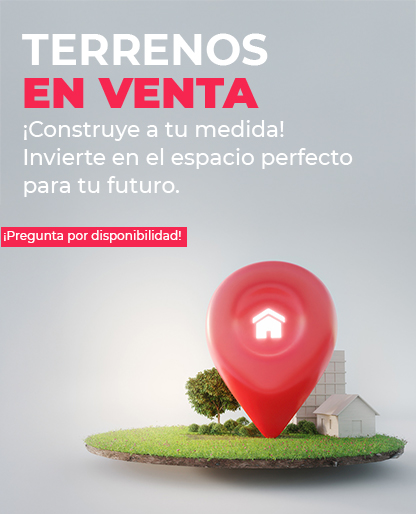 TERRENOS
EN VENTA
¡Construye a tu medida!
Invierte en el espacio perfecto
para tu futuro.
¡Pregunta por disponibilidad!